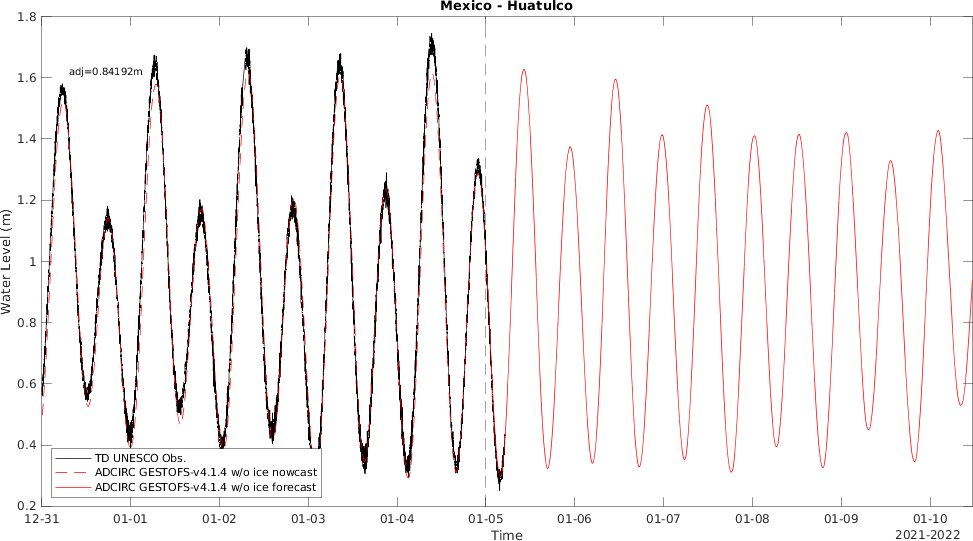 Mexico - Huatulco
Water Level (m)
1.8
1.6
1.4
1.2
1
0.8
0.6
0.4
0.2
adj=0.84192m
TD UNESCO Obs.
ADCIRC GESTOFS-v4.1.4 w/o ice nowcast
ADCIRC GESTOFS-v4.1.4 w/o ice forecast
12-31 01-01 01-02 01-03 01-04 01-05 01-06 01-07 01-08 01-09 01-10
Time
2021-2022